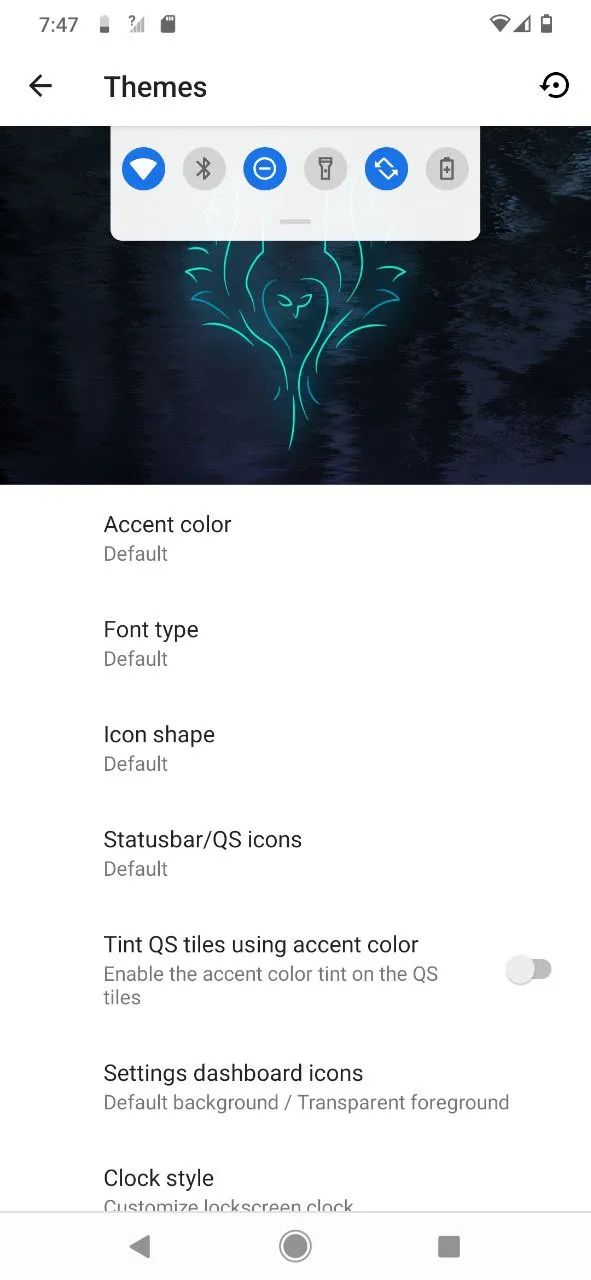 7:47
?
Themes
Accent color
Default
Font type
Default
Icon shape
Default
Statusbar/QS icons
Default
Tint QS tiles using accent color
Enable the accent color tint on the QS
tiles
Settings dashboard icons
Default background / Transparent foreground
Clock style
Customize lockscreen clock